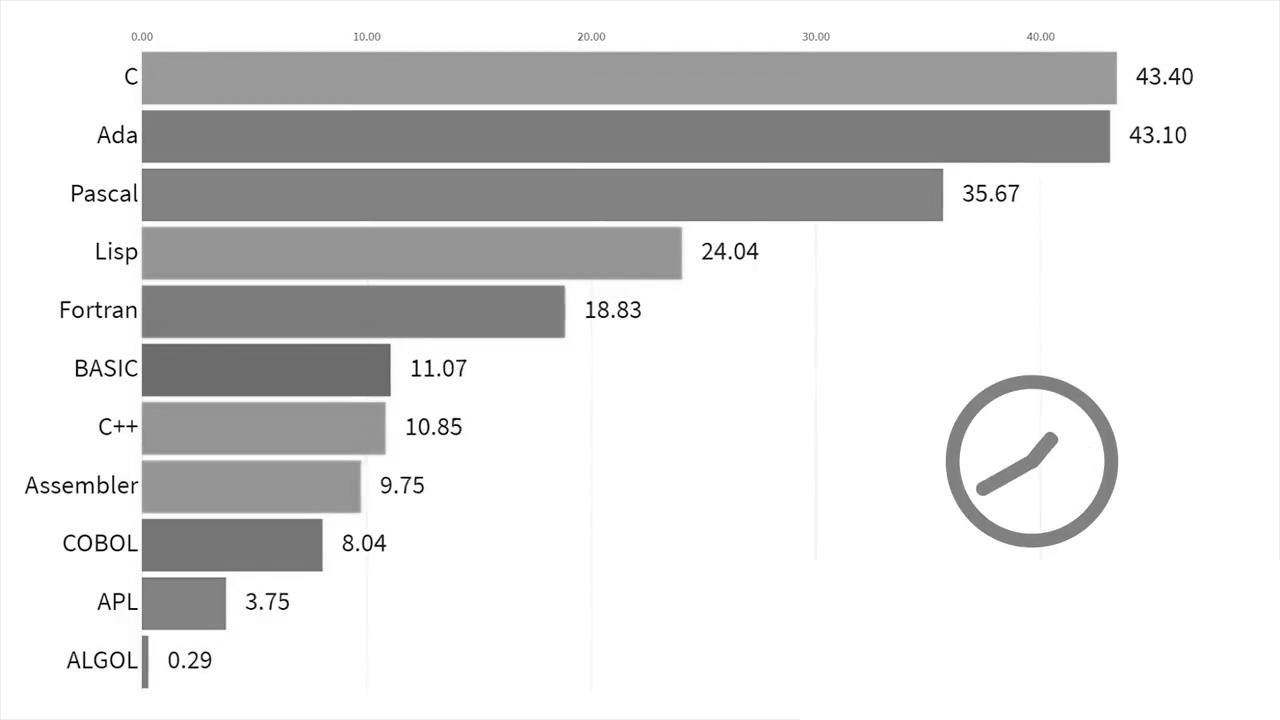 0.00 10.00 20.00 30.00 40.00
C 43.40
Ada 43.10
Pascal 35.67
Lisp 24.04
Fortran 18.83
BASIC 11.07
C++ 10.85
Assembler 9.75
COBOL 8.04
APL 3.75
ALGOL 0.29